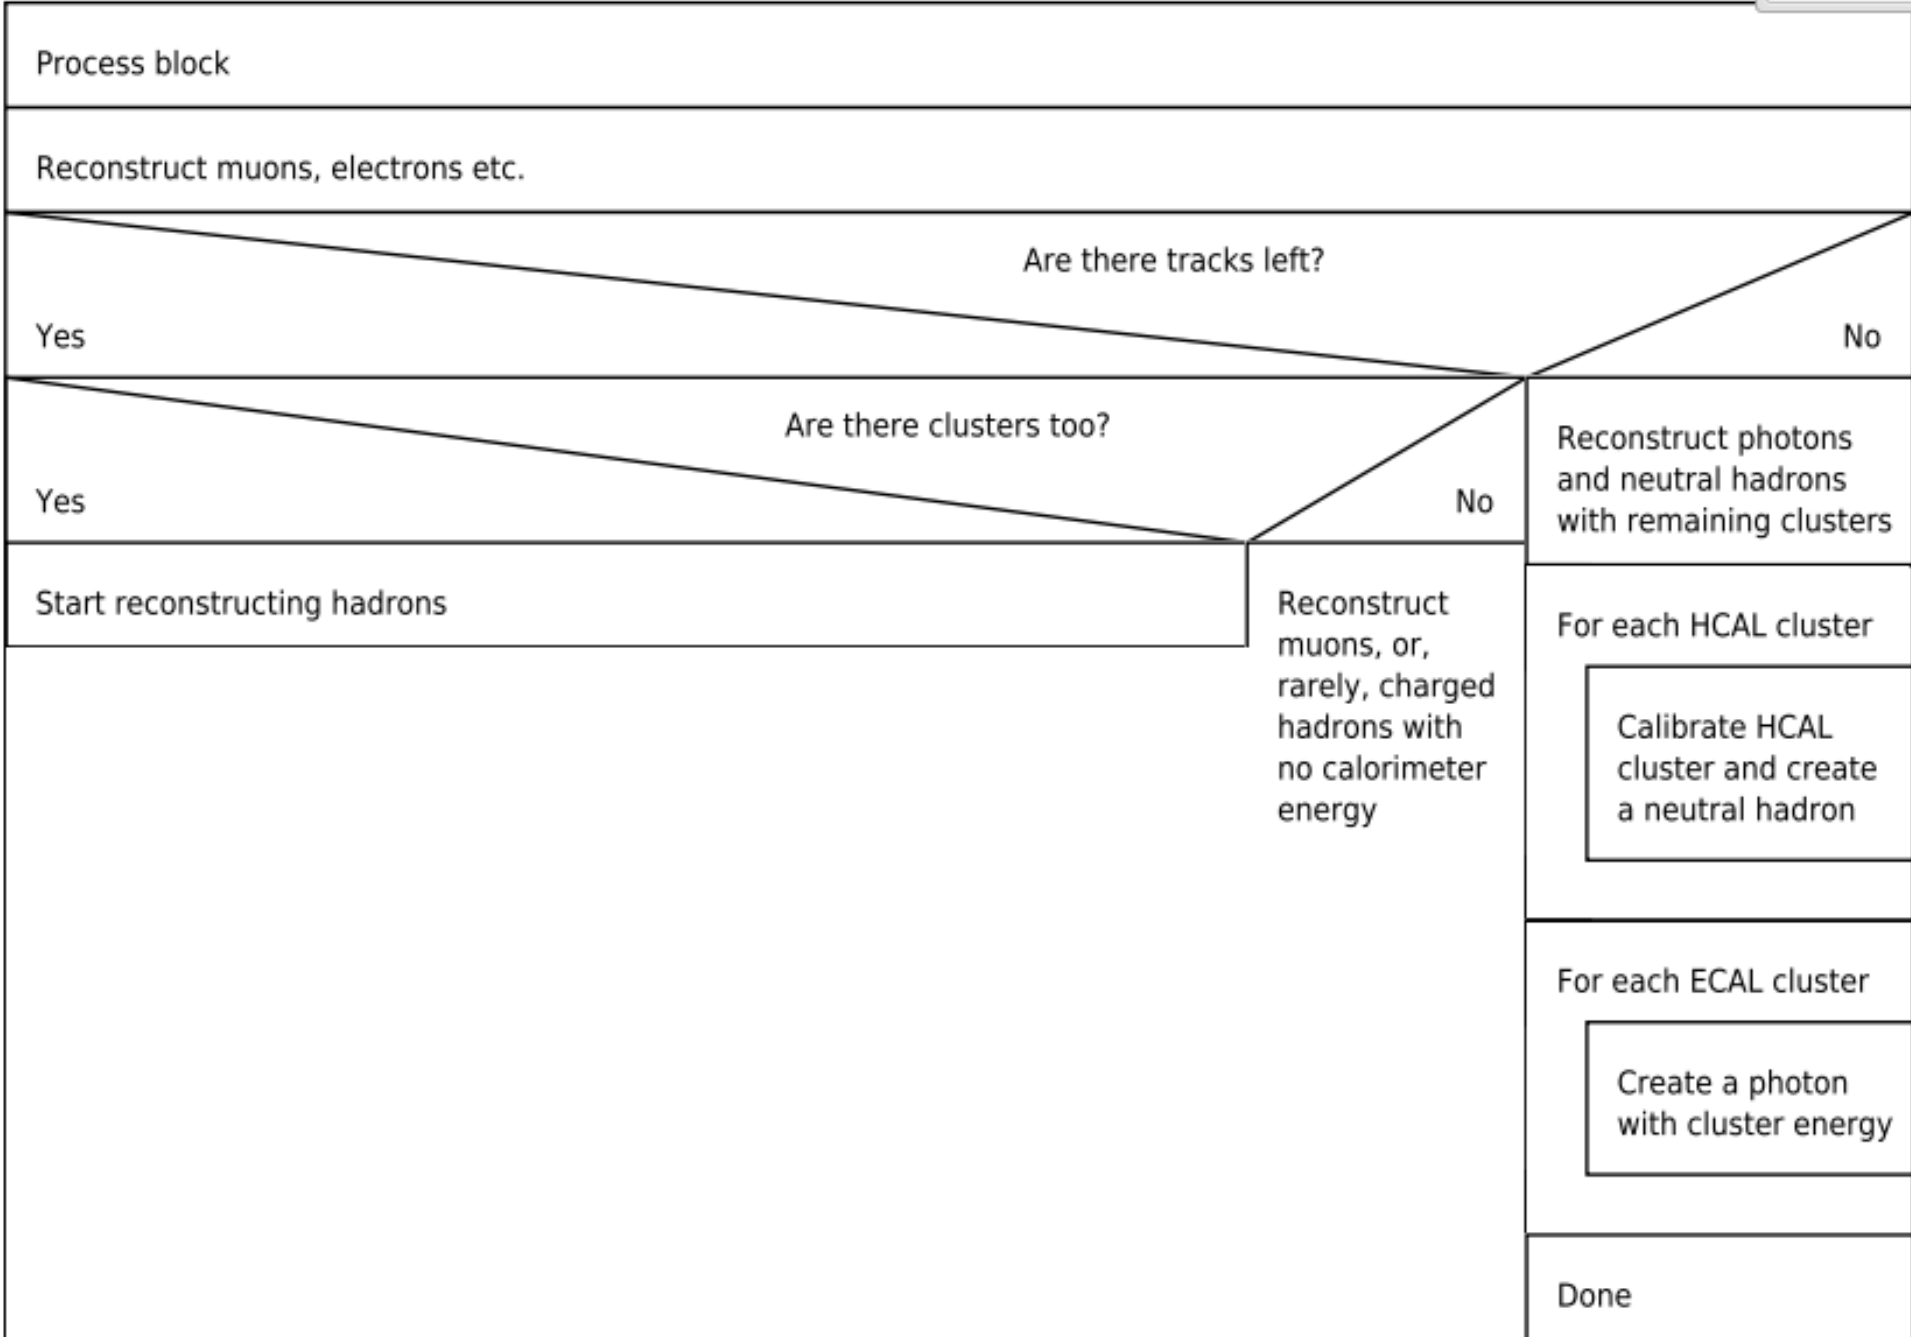 Process block
Reconstruct muons, electrons etc.
Are there tracks left?
Yes
No
Are there clusters too?
Yes
No
Start reconstructing hadrons
Reconstruct
muons, or,
rarely, charged
hadrons with
no calorimeter
energy
Reconstruct photons
and neutral hadrons
with remaining clusters
For each HCAL cluster
Calibrate HCAL
cluster and create
a neutral hadron
For each ECAL cluster
Create a photon
with cluster energy
Done